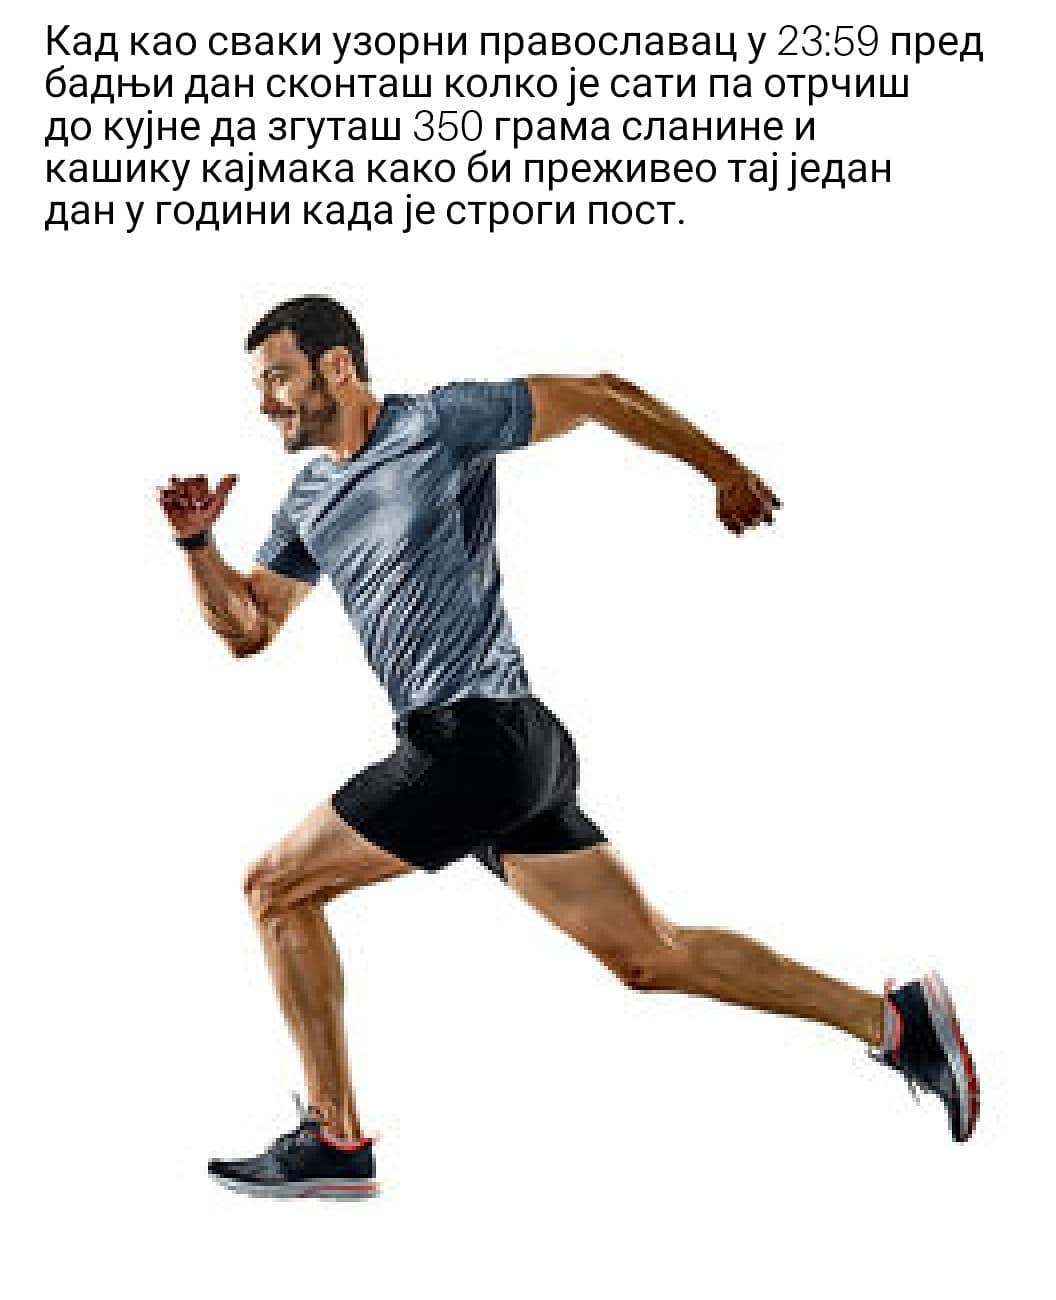 Кад као сваки узорни православац у 23:59 пред
бадњи дан сконташ колко је сати па отрчиш
до кујне да згуташ 350 грама сланине и
кашику кајмака како би преживео тај један
дан у години када је строги пост.